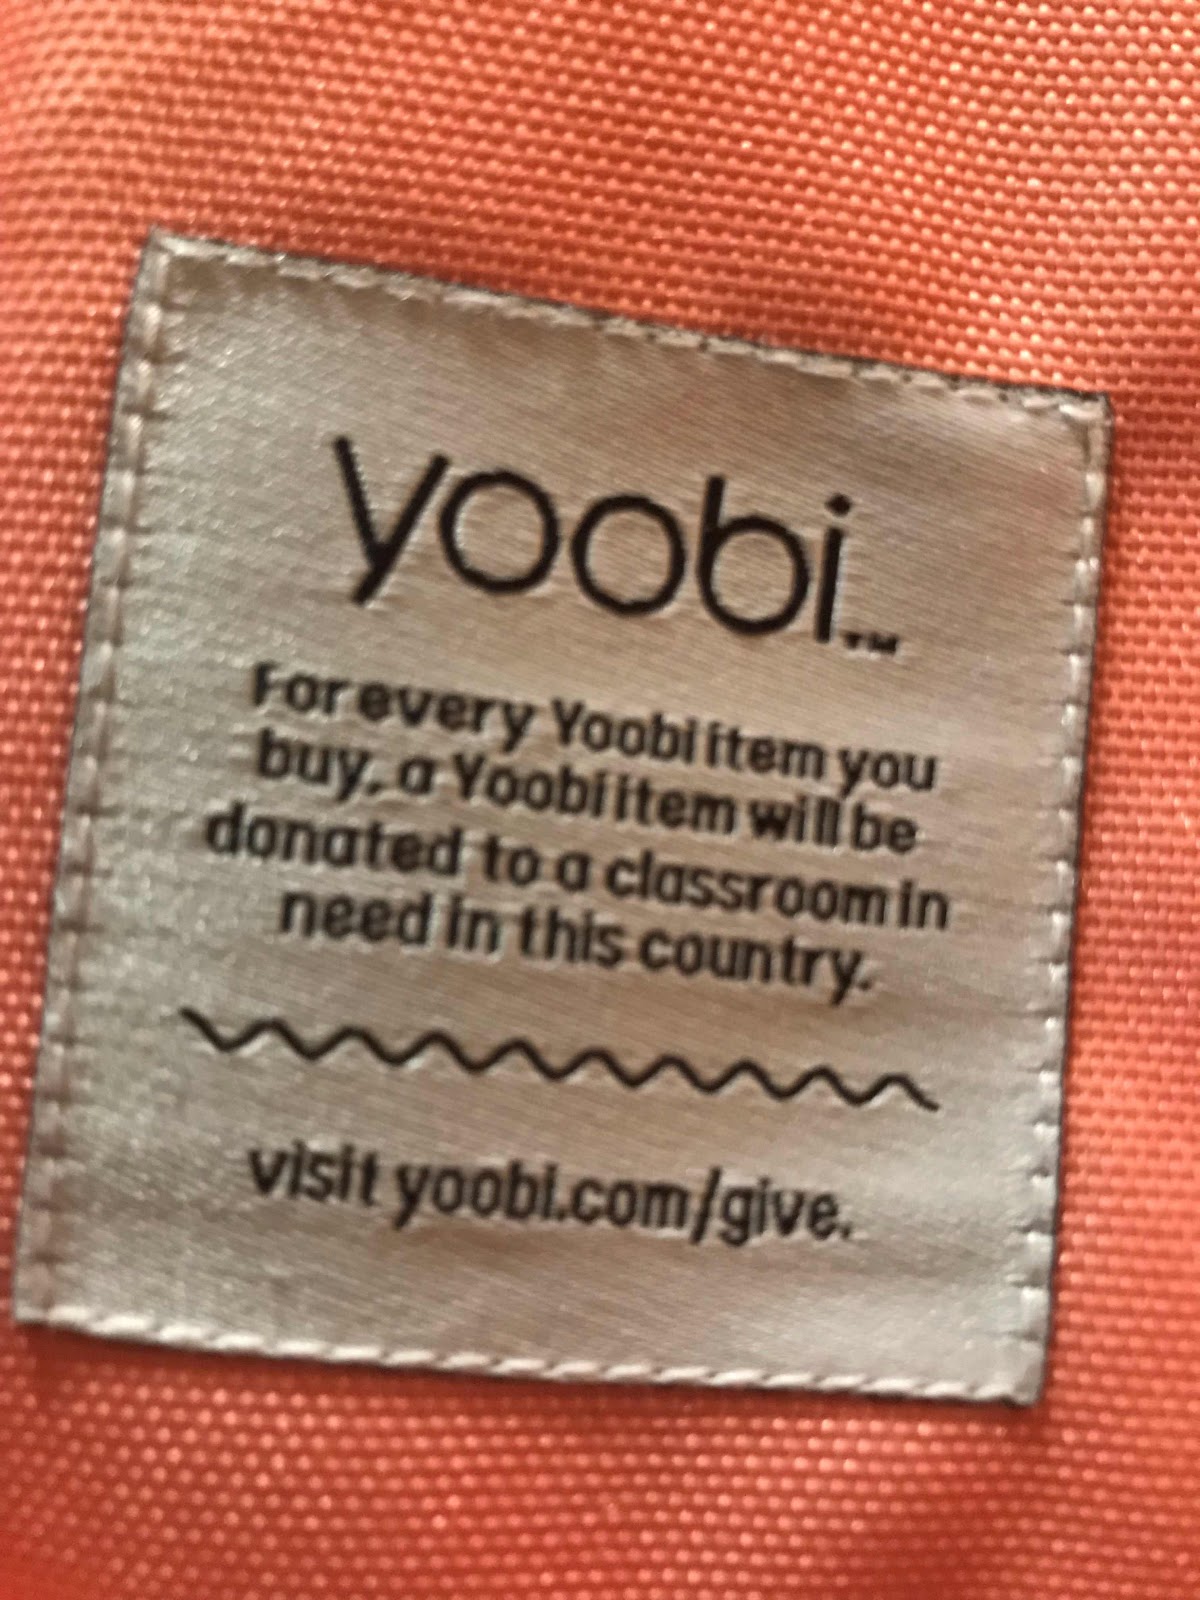 yoobi™
For every Yoobi item you
buy, a Yoobi item will be
donated to a classroom in
need in this country.
visit yoobi.com/give.